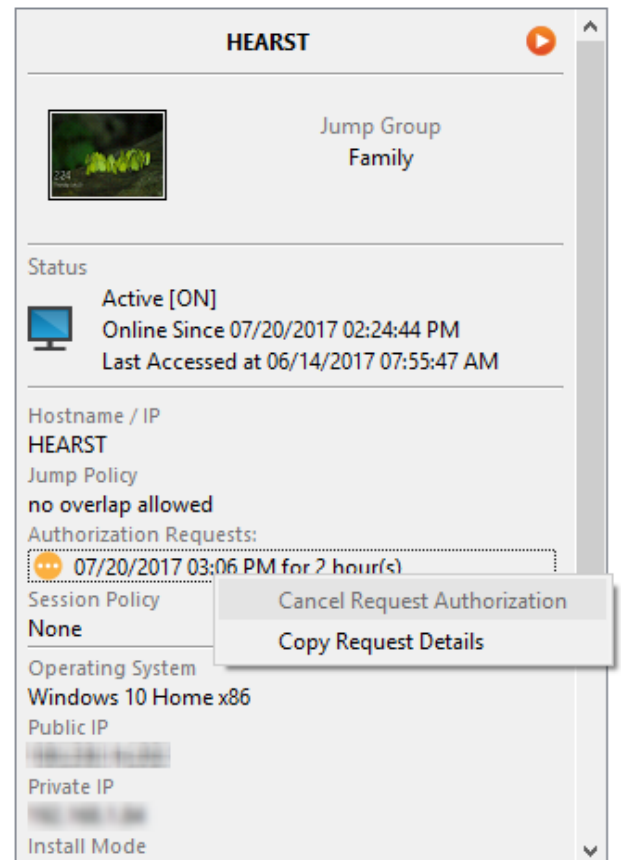 HEARST
Jump Group
Family
2:24
Status
Active [ON]
Online Since 07/20/2017 02:24:44 PM
Last Accessed at 06/14/2017 07:55:47 AM
Hostname / IP
HEARST
Jump Policy
no overlap allowed
Authorization Requests:
07/20/2017 03:06 PM for 2 hour(s)
Session Policy
None
Cancel Request Authorization
Copy Request Details
Operating System
Windows 10 Home x86
Public IP
Private IP
Install Mode